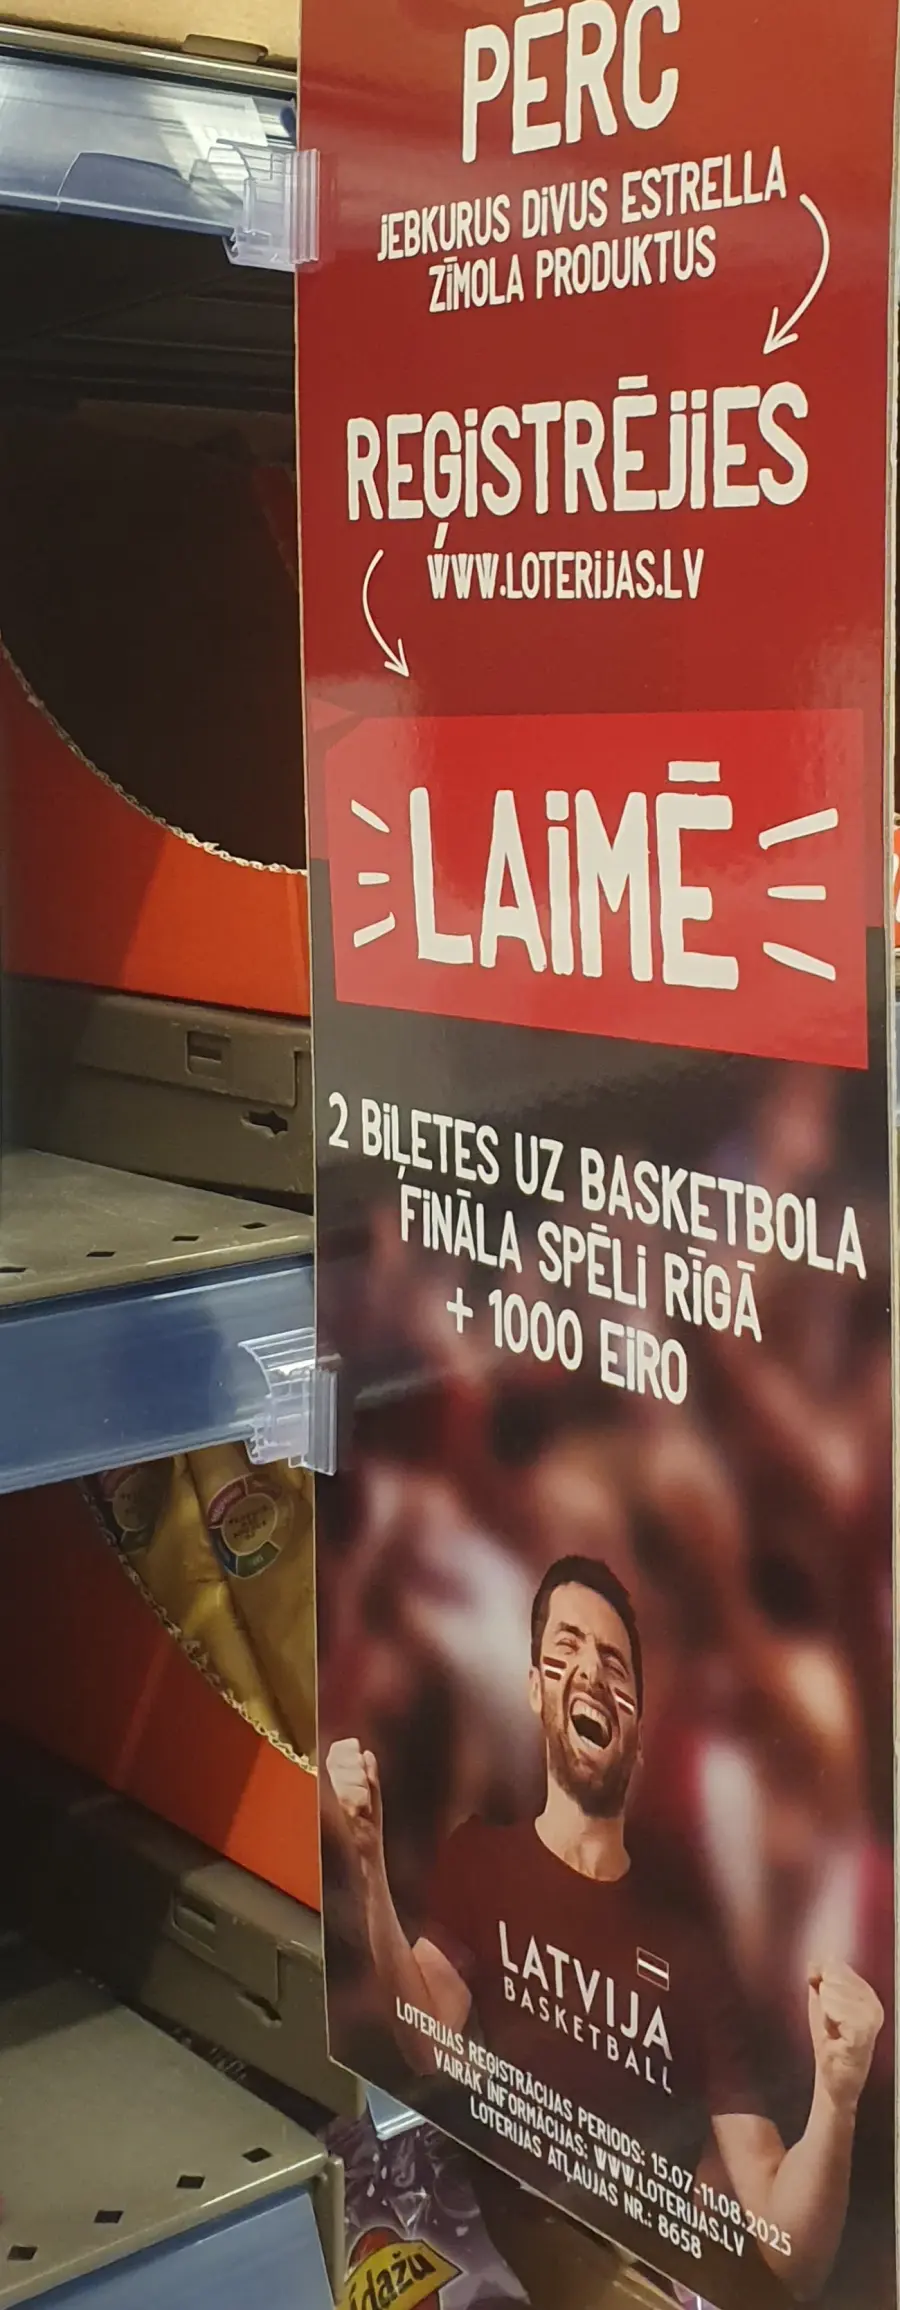 PĒRC
JEBKURUS DIVUS ESTRELLA
ZĪMOLA PRODUKTUS
REĢISTRĒJIES
WWW.LOTERIJAS.LV
LAIMĒ
2 BIĻETES UZ BASKETBOLA
FINĀLA SPĒLI RĪGĀ
+ 1000 EIRO
LATVIJA
BASKETBALL
LOTERIJAS REĢISTRĀCIJAS PERIODS: 15.07-11.08.2025
VAIRĀK INFORMĀCIJAS: WWW.LOTERIJAS.LV
LOTERIJAS ATĻAUJAS NR.: 8658